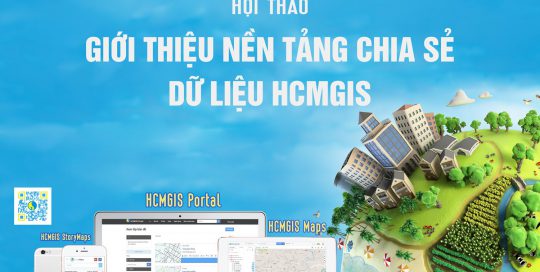 HỘI THẢO
GIỚI THIỆU NỀN TẢNG CHIA SẺ
DỮ LIỆU HCMGIS
HCMGIS Portal
HCMGIS StoryMaps
HCMGIS Maps